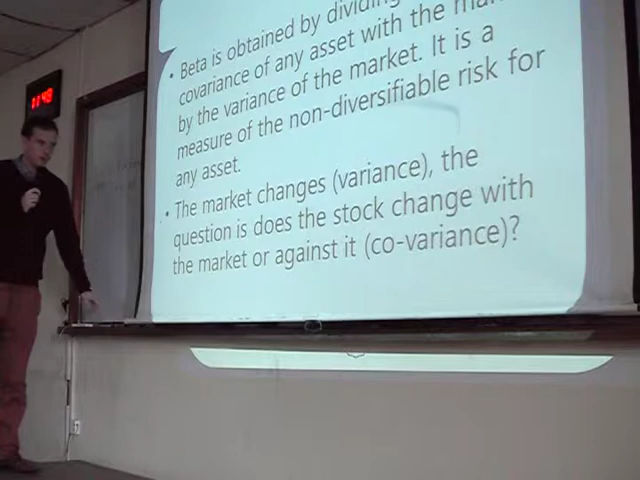 • Beta is obtained by dividing
covariance of any asset with the
by the variance of the market. It is a
measure of the non-diversifiable risk for
any asset.
• The market changes (variance), the
question is does the stock change with
the market or against it (co-variance)?